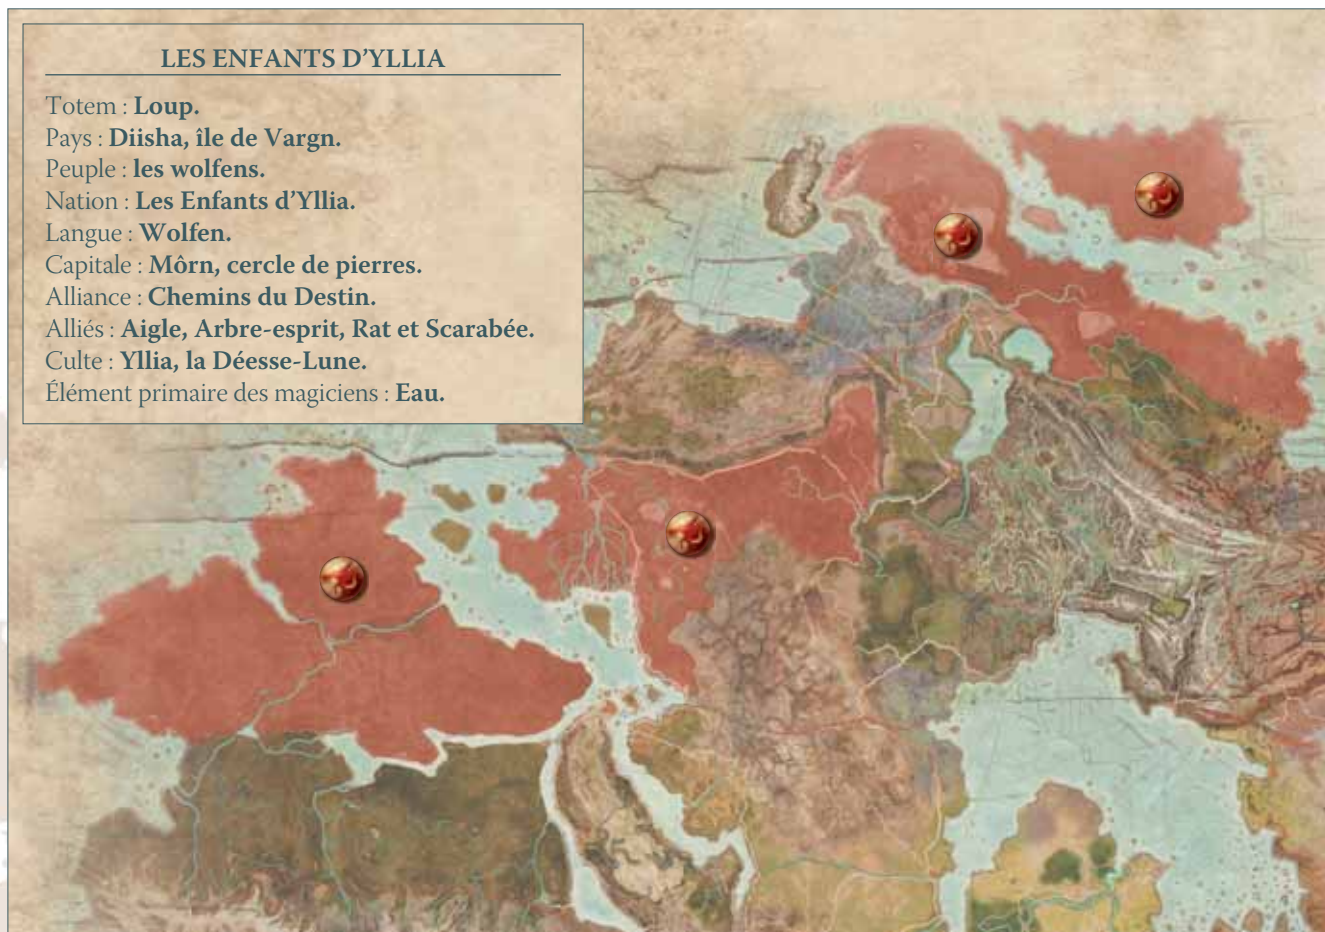 LES ENFANTS D'YLLIA
Totem : Loup.
Pays : Diisha, île de Vargn.
Peuple : les wolfens.
Nation : Les Enfants d'Yllia.
Langue : Wolfen.
Capitale : Môrn, cercle de pierres.
Alliance : Chemins du Destin.
Alliés : Aigle, Arbre-esprit, Rat et Scarabée.
Culte : Yllia, la Déesse-Lune.
Élément primaire des magiciens : Eau.